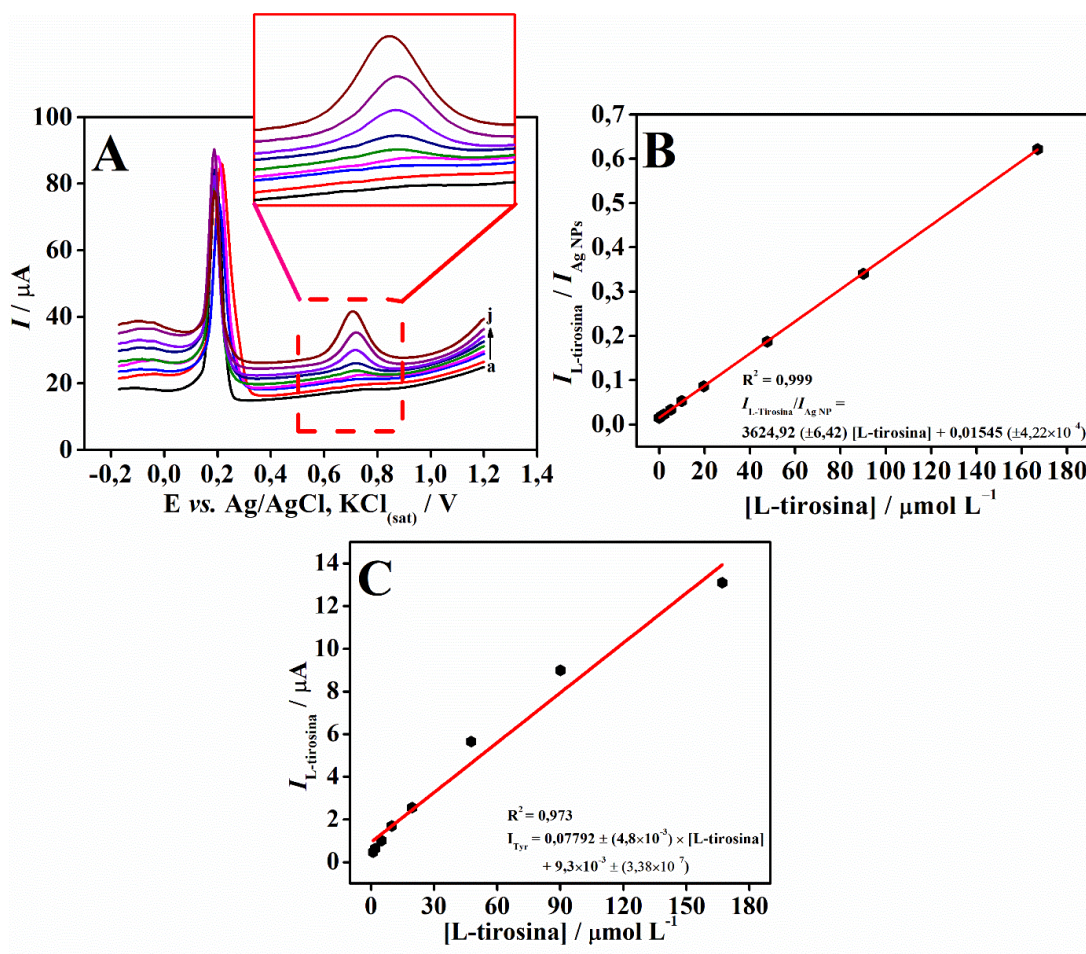 A
I / μA
100
80
60
40
20
0
-0,2 0,0 0,2 0,4 0,6 0,8 1,0 1,2 1,4
E vs. Ag/AgCl, KCl(sat) / V
j
a
B
I L-tirosina / I Ag NPs
0,7
0,6
0,5
0,4
0,3
0,2
0,1
0,0
R² = 0,999
I L-Tirosina/I Ag NP =
3624,92 (±6,42) [L-tirosina] + 0,01545 (±4,22×10⁻⁴)
0 20 40 60 80 100 120 140 160 180
[L-tirosina] / μmol L⁻¹
C
I L-tirosina / μA
14
12
10
8
6
4
2
0
R² = 0,973
I Tyr = 0,07792 ± (4,8×10⁻³) × [L-tirosina]
+ 9,3×10⁻³ ± (3,38×10⁻⁷)
0 30 60 90 120 150 180
[L-tirosina] / μmol L⁻¹